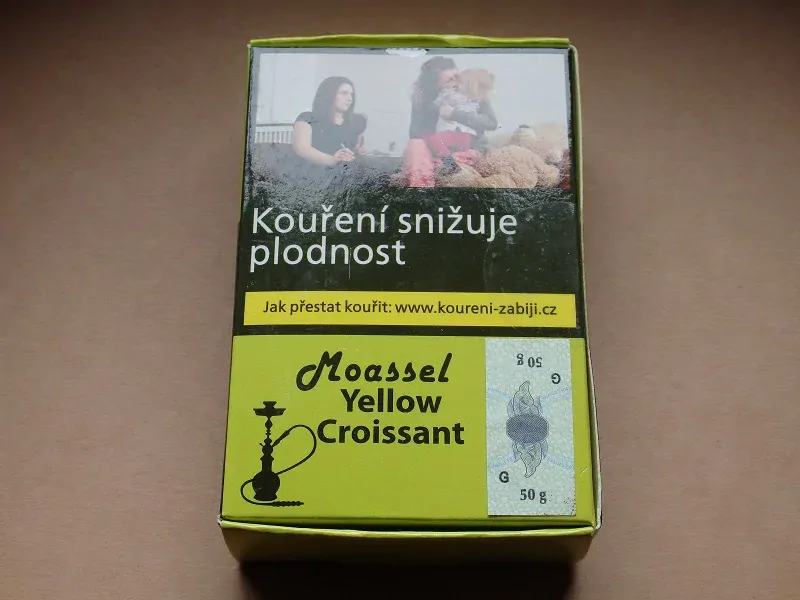 Kouření snižuje
plodnost
Jak přestat kouřit: www.koureni-zabiji.cz
Moassel
Yellow
Croissant
50 g
G
G
50 g